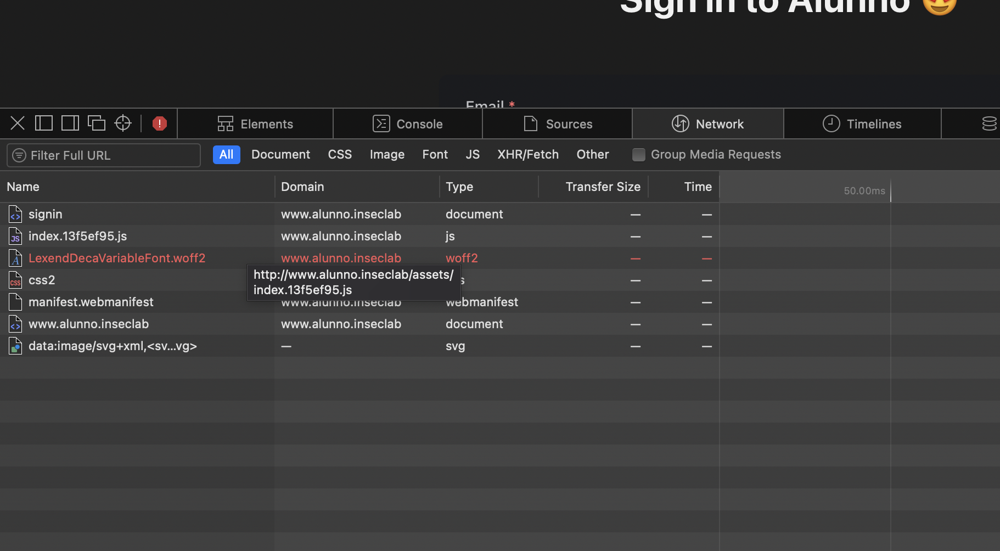 Sign in to Alunno 🤩
Email *
Elements
Console
Sources
Network
Timelines
Filter Full URL
All
Document
CSS
Image
Font
JS
XHR/Fetch
Other
Group Media Requests
Name
Domain
Type
Transfer Size
Time
50.00ms
signin www.alunno.inseclab document — —
index.13f5ef95.js www.alunno.inseclab js — —
LexendDecaVariableFont.woff2 www.alunno.inseclab woff2 — —
css2 — —
http://www.alunno.inseclab/assets/
index.13f5ef95.js
manifest.webmanifest www.alunno.inseclab webmanifest — —
www.alunno.inseclab www.alunno.inseclab document — —
data:image/svg+xml,<sv...vg> — svg — —